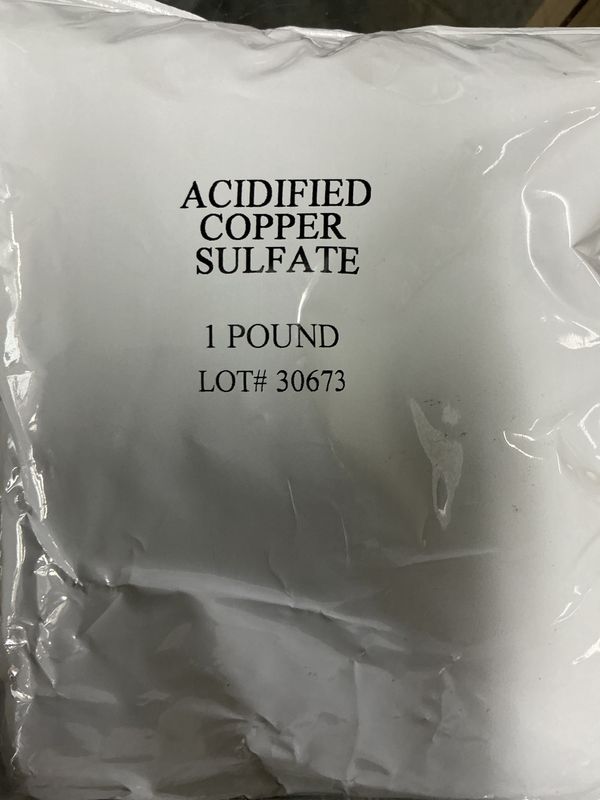 ACIDIFIED
COPPER
SULFATE
1 POUND
LOT# 30673